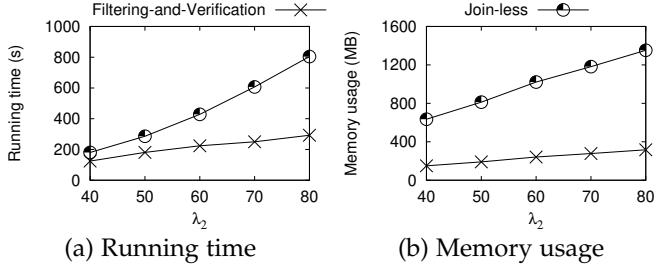 Filtering-and-Verification
Join-less
Running time (s)
1000
800
600
400
200
0
40 50 60 70 80
λ2
(a) Running time
Memory usage (MB)
1600
1200
800
400
0
40 50 60 70 80
λ2
(b) Memory usage